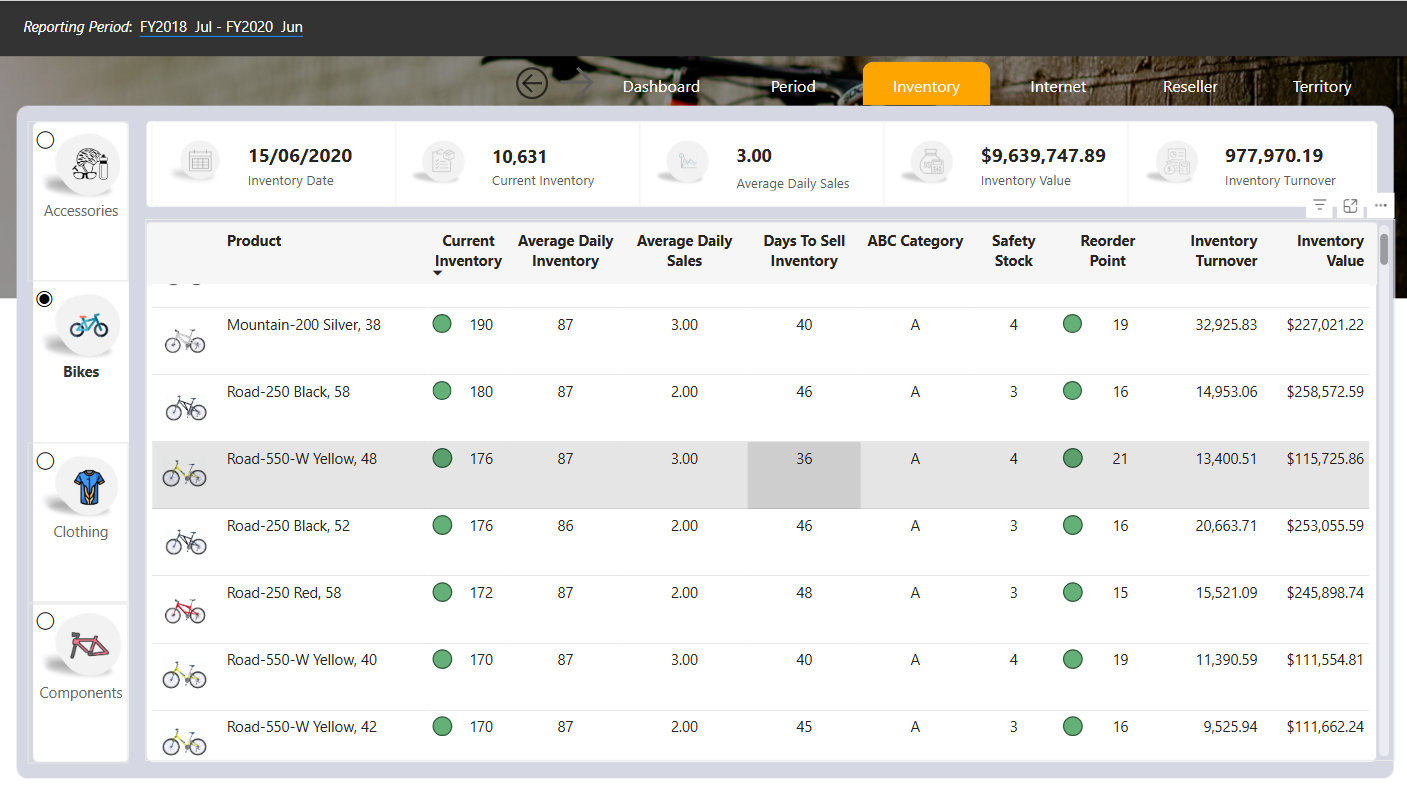 Reporting Period: FY2018 Jul - FY2020 Jun
Dashboard Period Inventory Internet Reseller Territory
Accessories
Bikes
Clothing
Components
15/06/2020
Inventory Date
10,631
Current Inventory
3.00
Average Daily Sales
$9,639,747.89
Inventory Value
977,970.19
Inventory Turnover
Product Current Average Daily Average Daily Days To Sell ABC Category Safety Reorder Inventory Inventory
Inventory Inventory Sales Inventory Stock Point Turnover Value
Mountain-200 Silver, 38 190 87 3.00 40 A 4 19 32,925.83 $227,021.22
Road-250 Black, 58 180 87 2.00 46 A 3 16 14,953.06 $258,572.59
Road-550-W Yellow, 48 176 87 3.00 36 A 4 21 13,400.51 $115,725.86
Road-250 Black, 52 176 86 2.00 46 A 3 16 20,663.71 $253,055.59
Road-250 Red, 58 172 87 2.00 48 A 3 15 15,521.09 $245,898.74
Road-550-W Yellow, 40 170 87 3.00 40 A 4 19 11,390.59 $111,554.81
Road-550-W Yellow, 42 170 87 2.00 45 A 3 16 9,525.94 $111,662.24